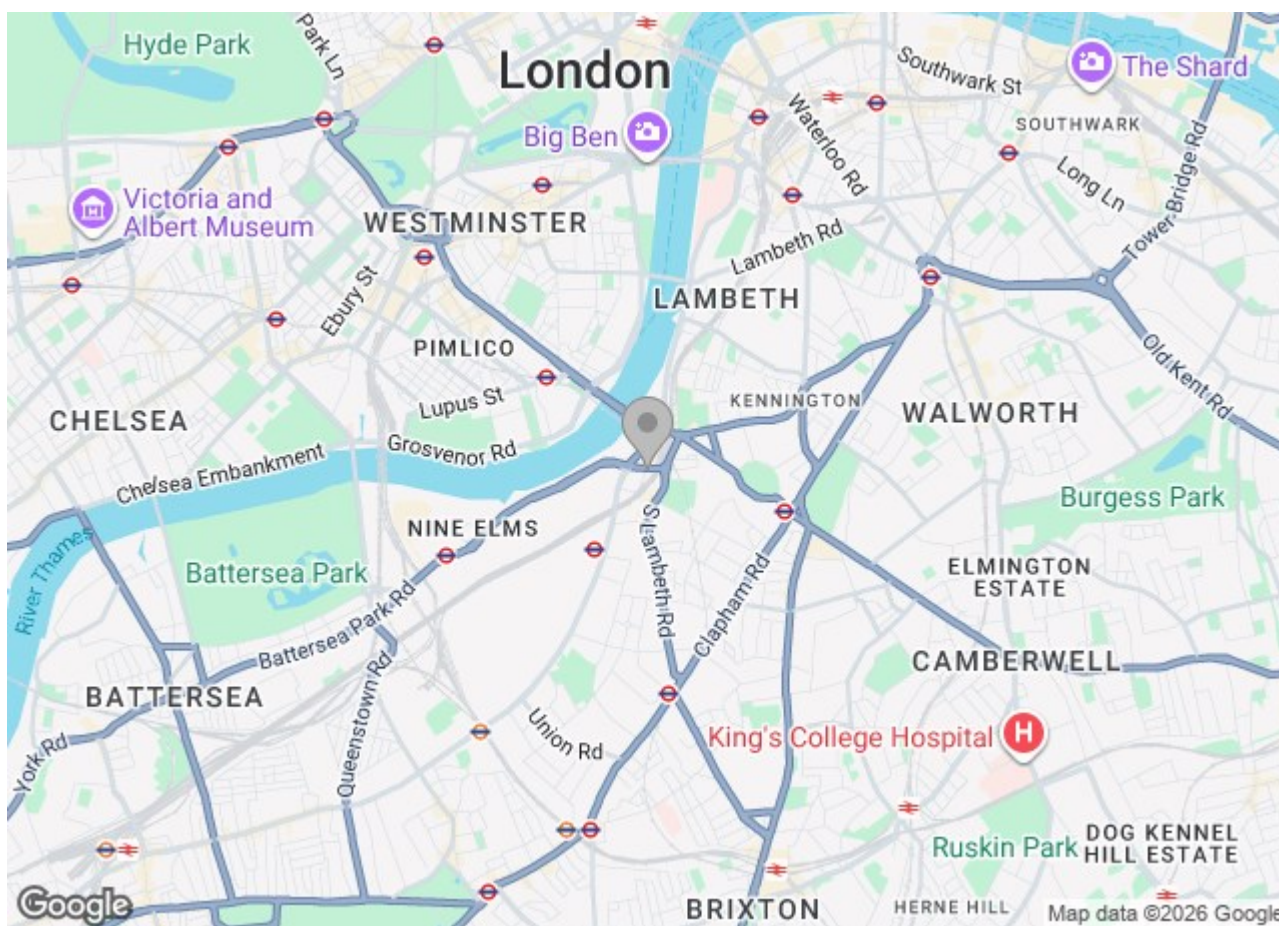 Hyde Park
Park Ln
London
Southwark St
The Shard
Big Ben
Waterloo Rd
SOUTHWARK
Long Ln
Tower Bridge Rd
Victoria and
Albert Museum
WESTMINSTER
Lambeth Rd
Ebury St
LAMBETH
PIMLICO
Old Kent Rd
Lupus St
KENNINGTON
CHELSEA
WALWORTH
Grosvenor Rd
Chelsea Embankment
Burgess Park
NINE ELMS
S Lambeth Rd
River Thames
Battersea Park
Clapham Rd
ELMINGTON
ESTATE
Battersea Park Rd
CAMBERWELL
BATTERSEA
Queenstown Rd
Union Rd
King's College Hospital
H
York Rd
Ruskin Park
DOG KENNEL
HILL ESTATE
Google
BRIXTON
HERNE HILL
Map data ©2026 Google